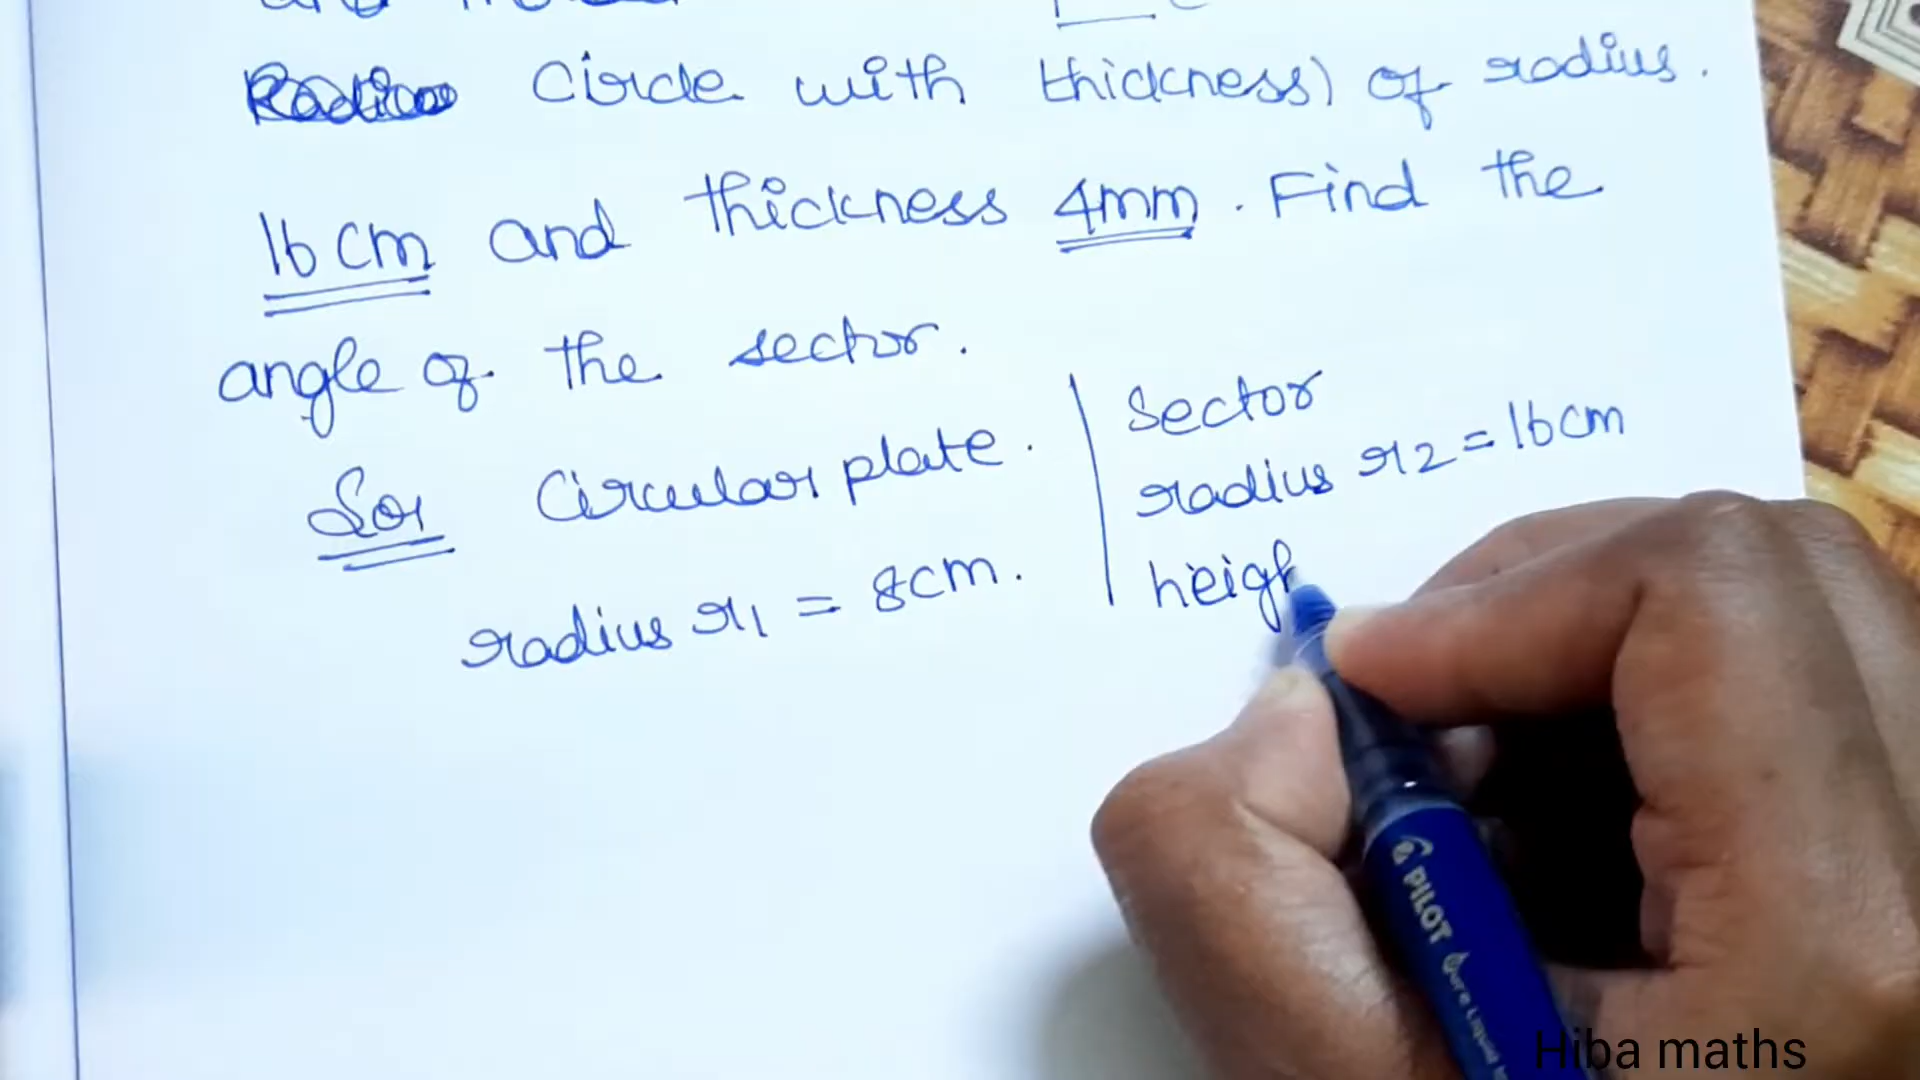 and
Circle with thickness) of radius.
16 cm and thickness 4mm. Find the
angle of the sector.
Sol Circular plate.
radius r1 = 8cm.
Sector
radius r2 = 16cm
heigh
PILOT
Hiba maths